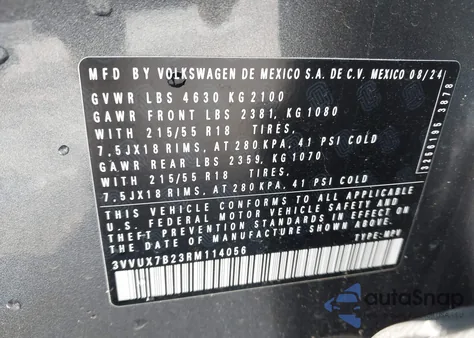 MFD BY VOLKSWAGEN DE MEXICO S.A. DE C.V. MEXICO 08/24
GVWR LBS 4630 KG 2100
GAWR FRONT LBS 2381, KG 1080
WITH 215/55 R18 TIRES,
7.5JX18 RIMS, AT 280 KPA, 41 PSI COLD
GAWR REAR LBS 2359, KG 1070
WITH 215/55 R18 TIRES,
7.5JX18 RIMS, AT 280 KPA, 41 PSI COLD
THIS VEHICLE CONFORMS TO ALL APPLICABLE
U.S. FEDERAL MOTOR VEHICLE SAFETY AND
THEFT PREVENTION STANDARDS IN EFFECT ON THE
DATE OF MANUFACTURE SHOWN ABOVE.
3VVUX7B23RM114056 TYPE: MPV
autoSnap